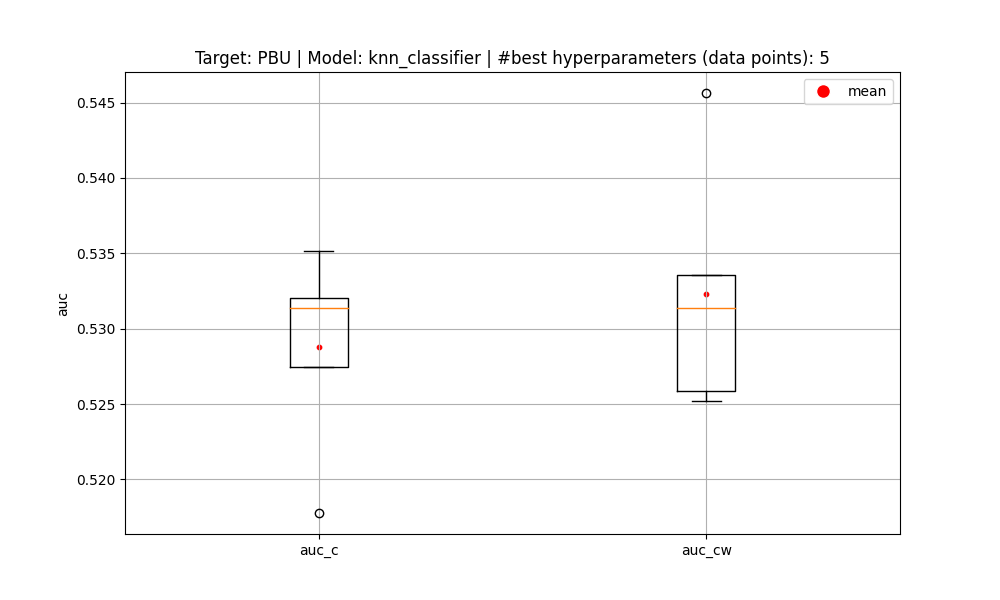 Target: PBU | Model: knn_classifier | #best hyperparameters (data points): 5
mean
0.545
0.540
0.535
0.530
0.525
0.520
auc
auc_c
auc_cw